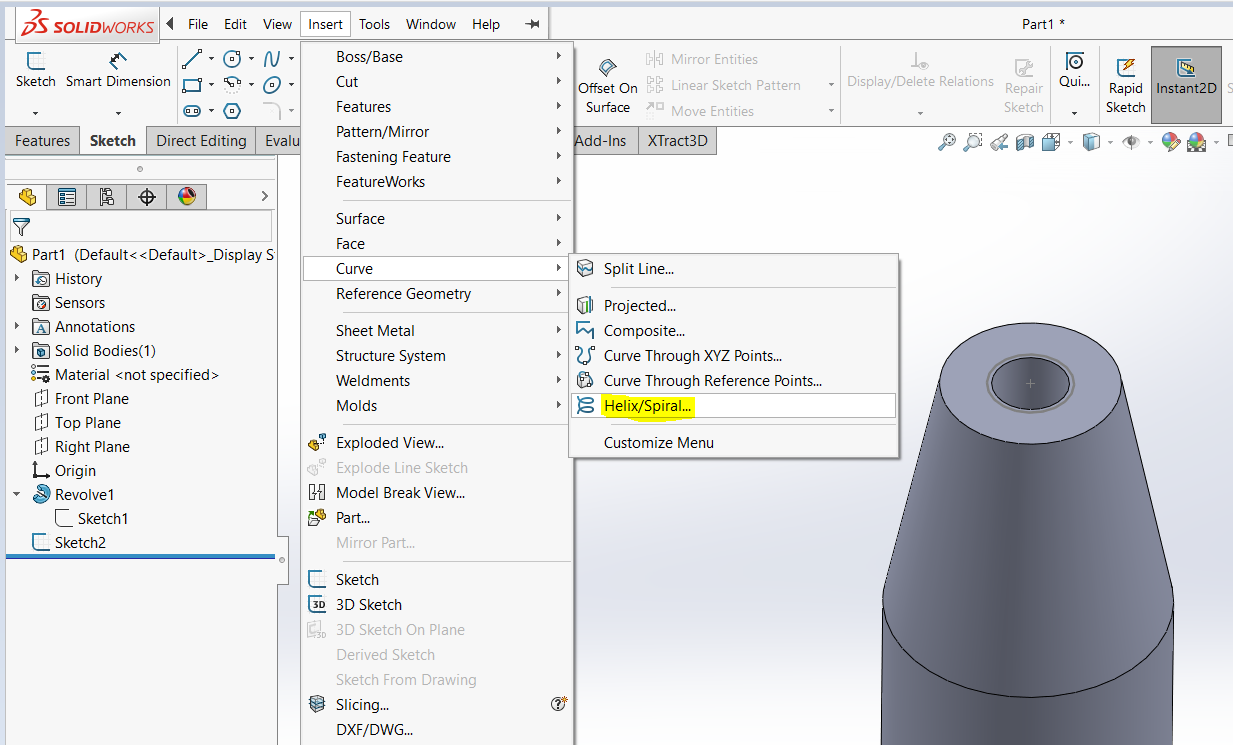 SOLIDWORKS
File Edit View Insert Tools Window Help
Part1 *
Sketch
Smart Dimension
Offset On
Surface
Mirror Entities
Linear Sketch Pattern
Move Entities
Display/Delete Relations
Repair
Sketch
Qui...
Rapid
Sketch
Instant2D
Features Sketch Direct Editing Evalu
Add-Ins XTract3D
Part1 (Default<<Default>_Display S
History
Sensors
A Annotations
Solid Bodies(1)
Material <not specified>
Front Plane
Top Plane
Right Plane
Origin
Revolve1
Sketch1
Sketch2
Boss/Base
Cut
Features
Pattern/Mirror
Fastening Feature
FeatureWorks
Surface
Face
Curve
Reference Geometry
Sheet Metal
Structure System
Weldments
Molds
Exploded View...
Explode Line Sketch
Model Break View...
Part...
Mirror Part...
Sketch
3D 3D Sketch
3D Sketch On Plane
Derived Sketch
Sketch From Drawing
Slicing...
DXF/DWG...
Split Line...
Projected...
Composite...
Curve Through XYZ Points...
Curve Through Reference Points...
Helix/Spiral...
Customize Menu